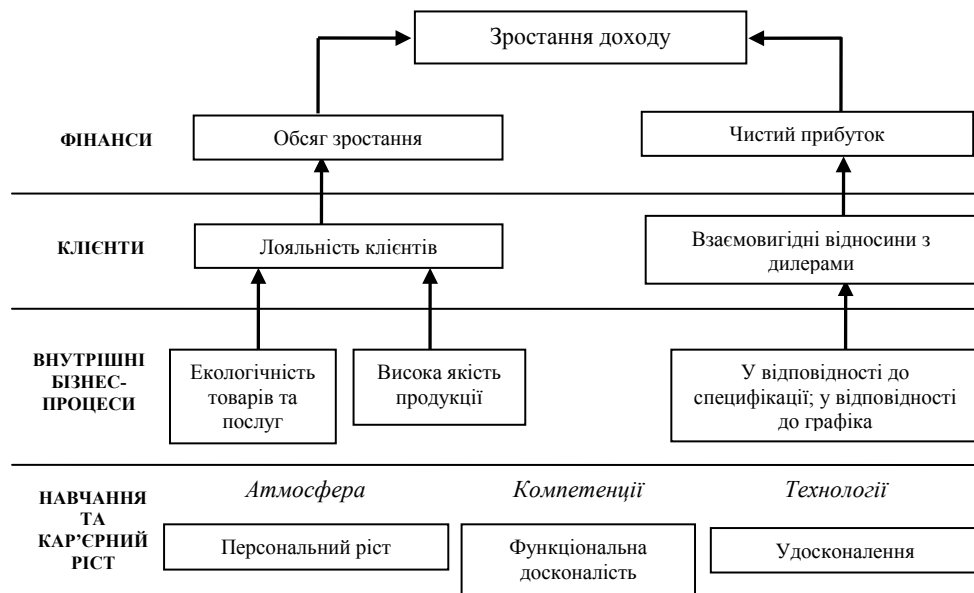 Зростання доходу
ФІНАНСИ
Обсяг зростання
Чистий прибуток
КЛІЄНТИ
Лояльність клієнтів
Взаємовигідні відносини з
дилерами
ВНУТРІШНІ
БІЗНЕС-
ПРОЦЕСИ
Екологічність
товарів та
послуг
Висока якість
продукції
У відповідності до
специфікації; у відповідності
до графіка
НАВЧАННЯ
ТА
КАР’ЄРНИЙ
РІСТ
Атмосфера
Компетенції
Технології
Персональний ріст
Функціональна
досконалість
Удосконалення